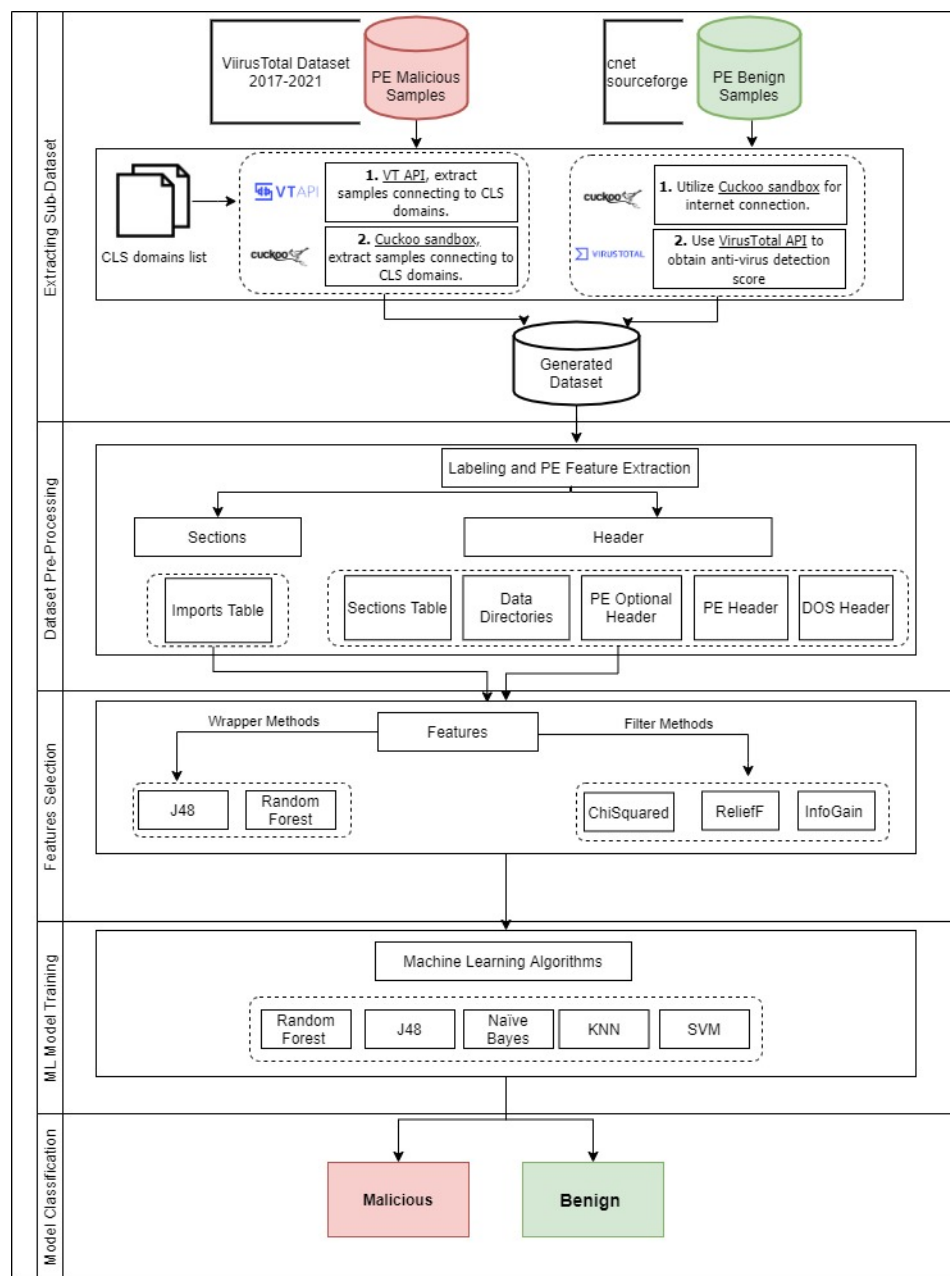 ViirusTotal Dataset
2017-2021
PE Malicious
Samples
cnet
sourceforge
PE Benign
Samples
Extracting Sub-Dataset
CLS domains list
VTAPI
1. VT API, extract
samples connecting to CLS
domains.
cuckoo
2. Cuckoo sandbox,
extract samples connecting to
CLS domains.
cuckoo
1. Utilize Cuckoo sandbox for
internet connection.
VIRUSTOTAL
2. Use VirusTotal API to
obtain anti-virus detection
score
Generated
Dataset
Dataset Pre-Processing
Labeling and PE Feature Extraction
Sections
Header
Imports Table
Sections Table
Data
Directories
PE Optional
Header
PE Header
DOS Header
Features Selection
Wrapper Methods
Features
Filter Methods
J48
Random
Forest
ChiSquared
ReliefF
InfoGain
ML Model Training
Machine Learning Algorithms
Random
Forest
J48
Naïve
Bayes
KNN
SVM
Model Classification
Malicious
Benign